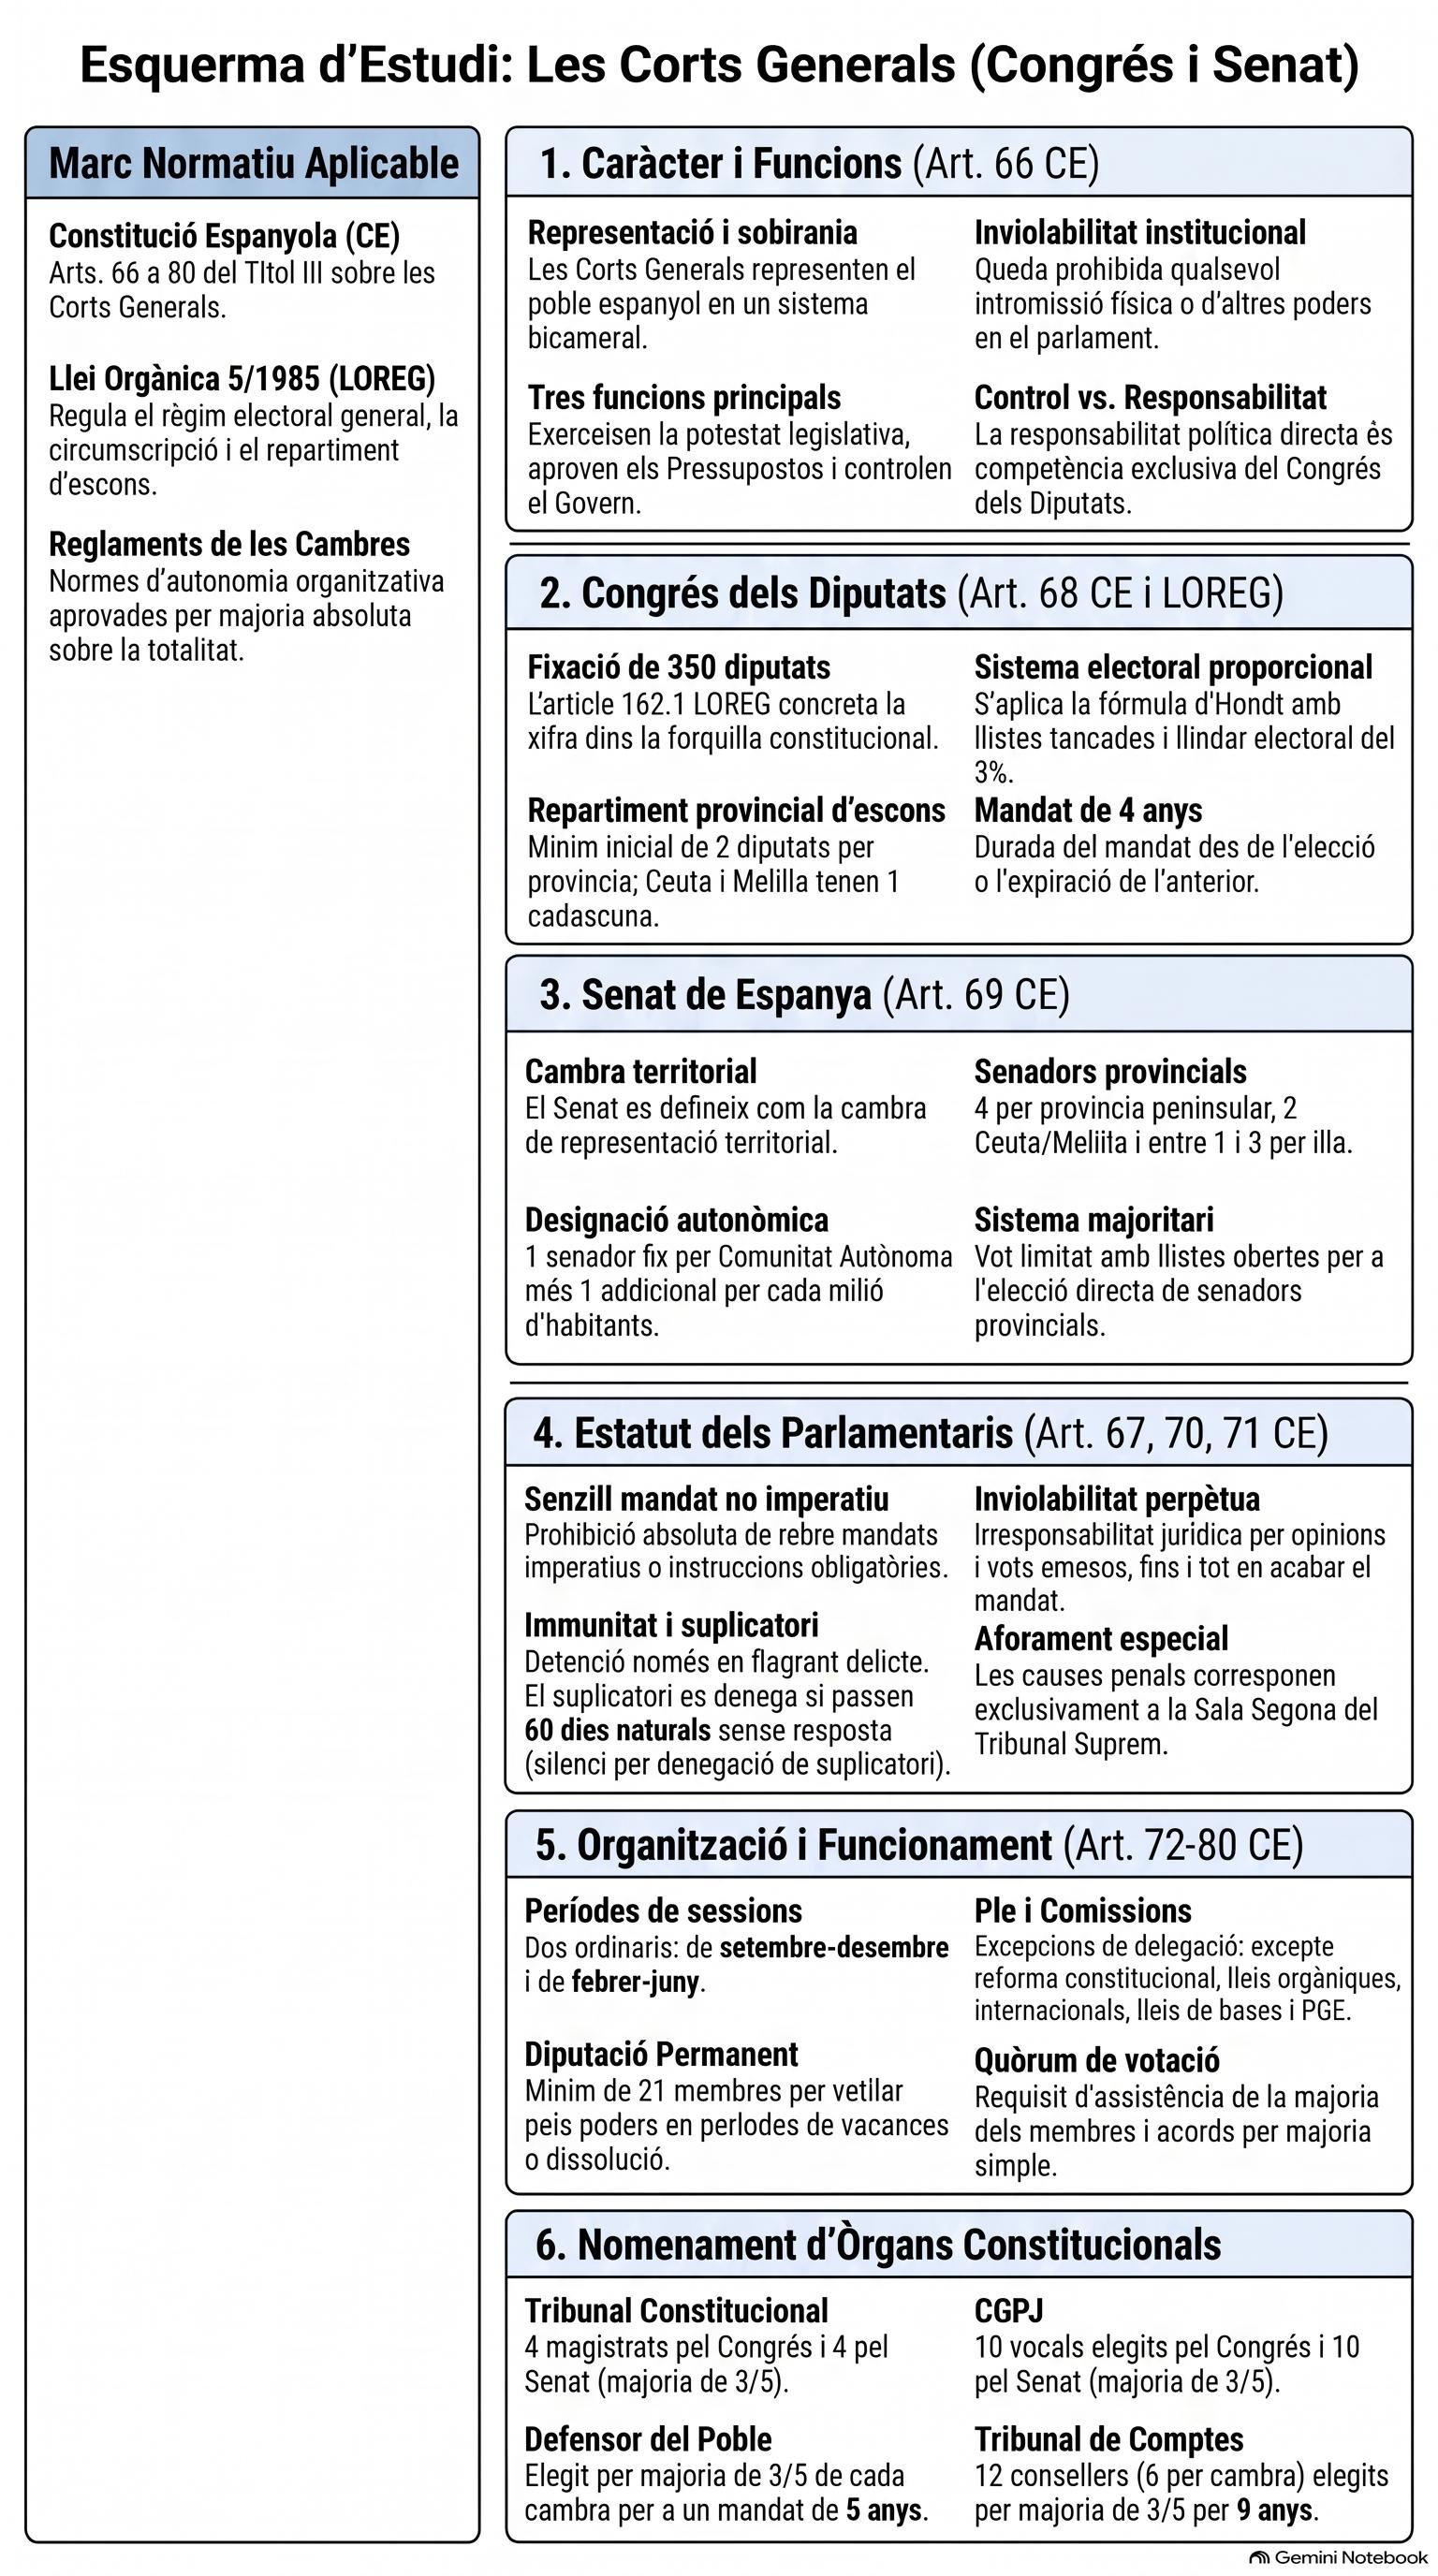 Esquerma d’Estudi: Les Corts Generals (Congrés i Senat)
Marc Normatiu Aplicable
Constitució Espanyola (CE)
Arts. 66 a 80 del TItol III sobre les
Corts Generals.
Llei Orgànica 5/1985 (LOREG)
Regula el règim electoral general, la
circumscripció i el repartiment
d’escons.
Reglaments de les Cambres
Normes d’autonomia organitzativa
aprovades per majoria absoluta
sobre la totalitat.
1. Caràcter i Funcions (Art. 66 CE)
Representació i sobirania
Les Corts Generals representen el
poble espanyol en un sistema
bicameral.
Inviolabilitat institucional
Queda prohibida qualsevol
intromissió física o d’altres poders
en el parlament.
Tres funcions principals
Exerceisen la potestat legislativa,
aproven els Pressupostos i controlen
el Govern.
Control vs. Responsabilitat
La responsabilitat política directa ės
competència exclusiva del Congrés
dels Diputats.
2. Congrés dels Diputats (Art. 68 CE i LOREG)
Fixació de 350 diputats
L’article 162.1 LOREG concreta la
xifra dins la forquilla constitucional.
Sistema electoral proporcional
S’aplica la fórmula d'Hondt amb
llistes tancades i llindar electoral del
3%.
Repartiment provincial d’escons
Minim inicial de 2 diputats per
provincia; Ceuta i Melilla tenen 1
cadascuna.
Mandat de 4 anys
Durada del mandat des de l'elecció
o l'expiració de l’anterior.
3. Senat de Espanya (Art. 69 CE)
Cambra territorial
El Senat es defineix com la cambra
de representació territorial.
Senadors provincials
4 per provincia peninsular, 2
Ceuta/Meliiŀa i entre 1 i 3 per illa.
Designació autonòmica
1 senador fix per Comunitat Autònoma
més 1 addicional per cada milió
d'habitants.
Sistema majoritari
Vot limitat amb llistes obertes per a
l'elecció directa de senadors
provincials.
4. Estatut dels Parlamentaris (Art. 67, 70, 71 CE)
Senzill mandat no imperatiu
Prohibició absoluta de rebre mandats
imperatius o instruccions obligatòries.
Inviolabilitat perpètua
Irresponsabilitat jurídica per opinions
i vots emesos, fins i tot en acabar el
mandat.
Immunitat i suplicatori
Detenció només en flagrant delicte.
El suplicatori es denega si passen
60 dies naturals sense resposta
(silenci per denegació de suplicatori).
Aforament especial
Les causes penals corresponen
exclusivament a la Sala Segona del
Tribunal Suprem.
5. Organització i Funcionament (Art. 72-80 CE)
Períodes de sessions
Dos ordinaris: de setembre-desembre
i de febrer-juny.
Ple i Comissions
Excepcions de delegació: excepte
reforma constitucional, lleis orgàniques,
internacionals, lleis de bases i PGE.
Diputació Permanent
Minim de 21 membres per vetŀlar
peis poders en perlodes de vacances
o dissolució.
Quòrum de votació
Requisit d'assistència de la majoria
dels membres i acords per majoria
simple.
6. Nomenament d’Òrgans Constitucionals
Tribunal Constitucional
4 magistrats pel Congrés i 4 pel
Senat (majoria de 3/5).
CGPJ
10 vocals elegits pel Congrés i 10
pel Senat (majoria de 3/5).
Defensor del Poble
Elegit per majoria de 3/5 de cada
cambra per a un mandat de 5 anys.
Tribunal de Comptes
12 consellers (6 per cambra) elegits
per majoria de 3/5 per 9 anys.
Gemini Notebook